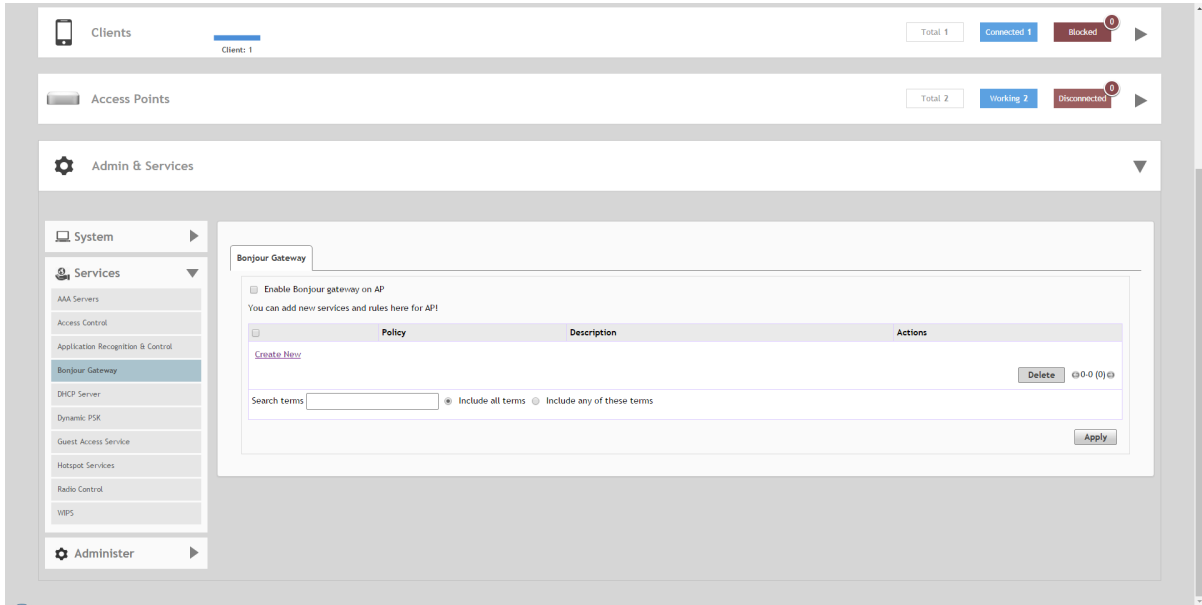 Clients
Client: 1
Total 1
Connected 1
Blocked
0
Access Points
Total 2
Working 2
Disconnected
0
Admin & Services
System
Services
AAA Servers
Access Control
Application Recognition & Control
Bonjour Gateway
DHCP Server
Dynamic PSK
Guest Access Service
Hotspot Services
Radio Control
WIPS
Administer
Bonjour Gateway
Enable Bonjour gateway on AP
You can add new services and rules here for AP!
Policy Description Actions
Create New
Delete 0-0 (0)
Search terms Include all terms Include any of these terms
Apply